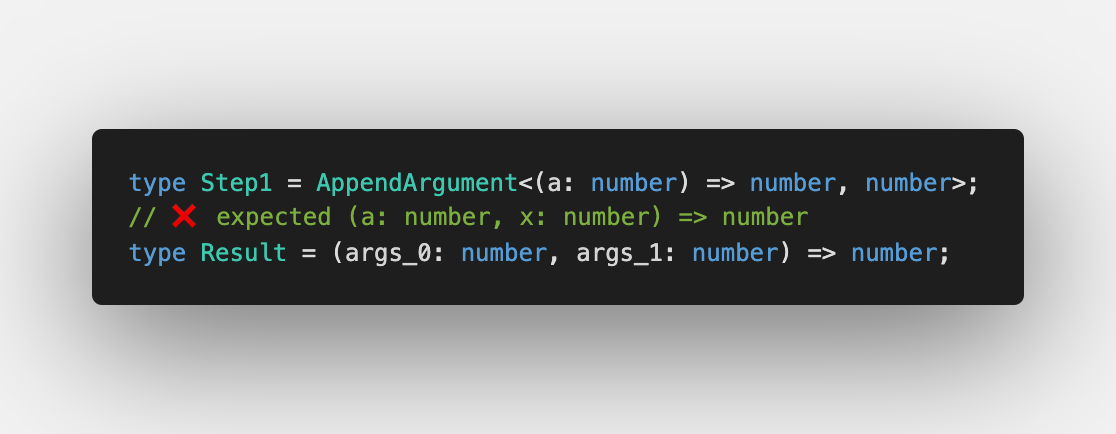 type Step1 = AppendArgument<(a: number) => number, number>;
// ❌ expected (a: number, x: number) => number
type Result = (args_0: number, args_1: number) => number;